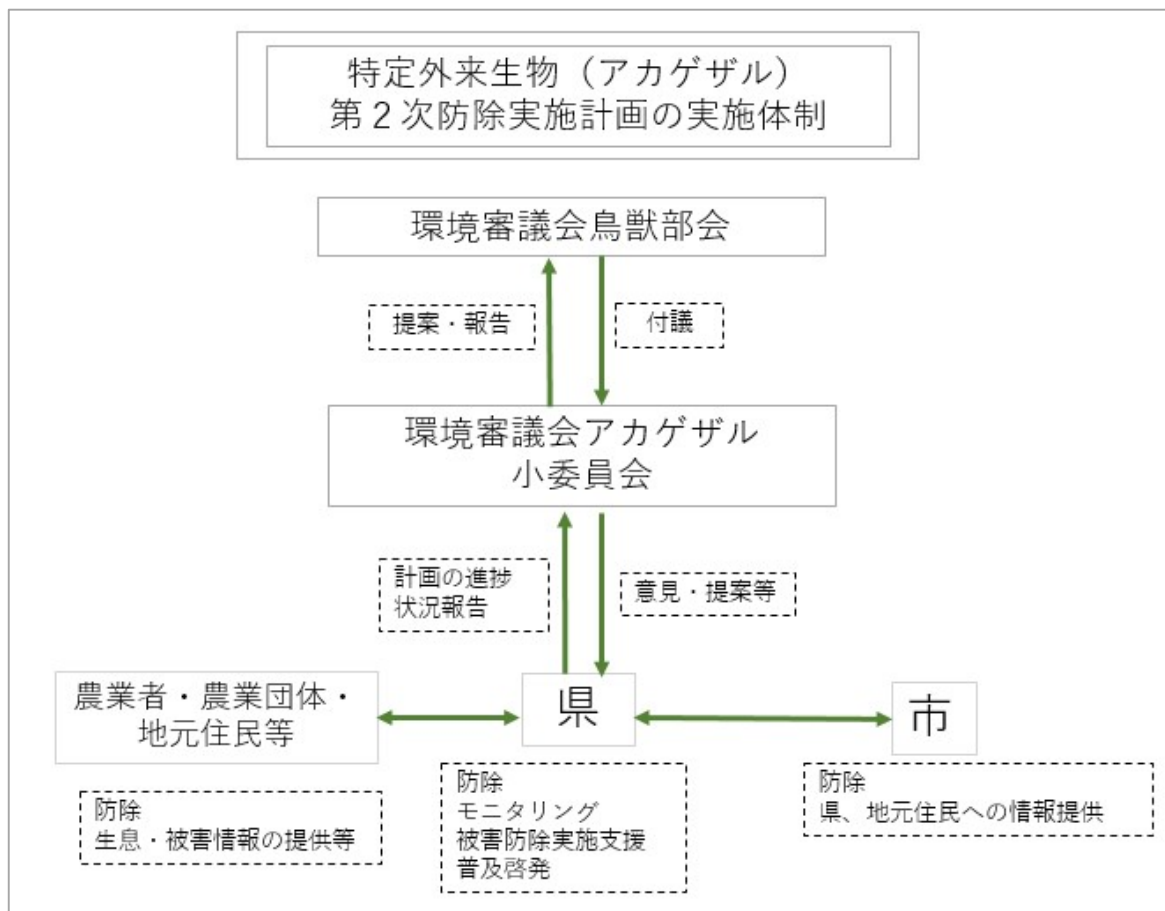 特定外来生物(アカゲザル)
第2次防除実施計画の実施体制
環境審議会鳥獣部会
提案・報告
付議
環境審議会アカゲザル
小委員会
計画の進捗
状況報告
意見・提案等
農業者・農業団体・
地元住民等
県
市
防除
生息・被害情報の提供等
防除
モニタリング
被害防除実施支援
普及啓発
防除
県、地元住民への情報提供